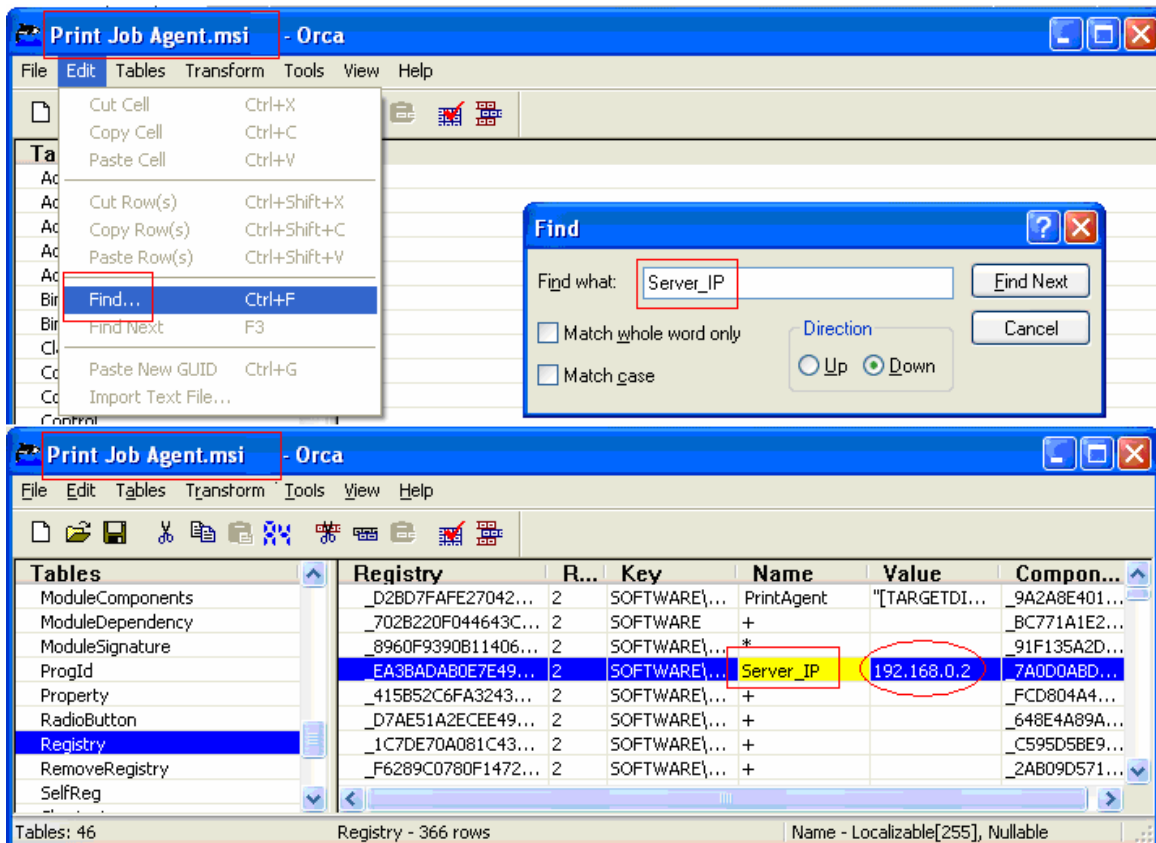 Print Job Agent.msi - Orca
File Edit Tables Transform Tools View Help
Cut Cell Ctrl+X
Copy Cell Ctrl+C
Paste Cell Ctrl+V
Cut Row(s) Ctrl+Shift+X
Copy Row(s) Ctrl+Shift+C
Paste Row(s) Ctrl+Shift+V
Find... Ctrl+F
Find Next F3
Paste New GUID Ctrl+G
Import Text File...
Control
Find
Find what: Server_IP
Find Next
Match whole word only
Direction
Cancel
Match case
Up Down
Print Job Agent.msi - Orca
File Edit Tables Transform Tools View Help
Tables Registry R... Key Name Value Compon...
ModuleComponents _D2BD7FAFE27042... 2 SOFTWARE\... PrintAgent "[TARGETDI... _9A2A8E401...
ModuleDependency _702B220F044643C... 2 SOFTWARE + _BC771A1E2...
ModuleSignature _8960F9390B11406... 2 SOFTWARE\... * _91F135A2D...
ProgId _EA3BADAB0E7E49... 2 SOFTWARE\... Server_IP 192.168.0.2 _7A0D0ABD...
Property _415B52C6FA3243... 2 SOFTWARE\... + _FCD804A4...
RadioButton _D7AE51A2ECEE49... 2 SOFTWARE\... + _648E4A89A...
Registry _1C7DE70A081C43... 2 SOFTWARE\... + _C595D5BE9...
RemoveRegistry _F6289C0780F1472... 2 SOFTWARE\... + _2AB09D571...
SelfReg
Tables: 46 Registry - 366 rows Name - Localizable[255], Nullable